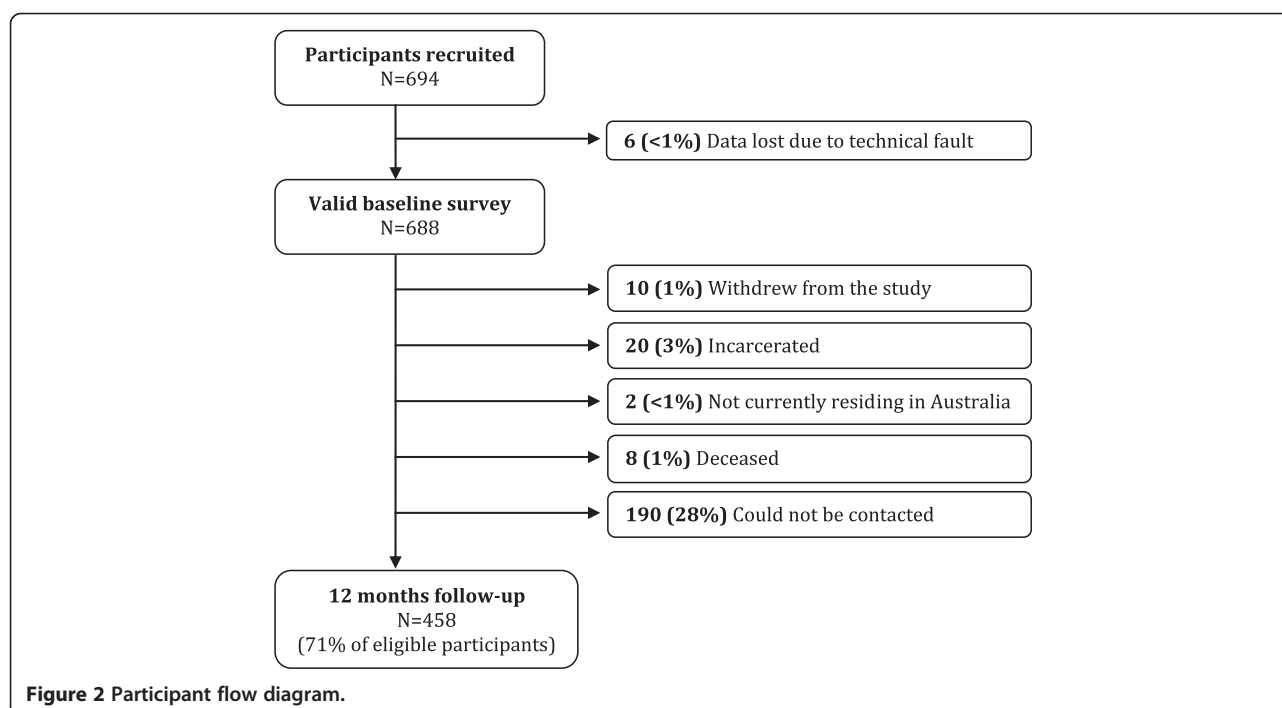 Participants recruited
N=694
6 (<1%) Data lost due to technical fault
Valid baseline survey
N=688
10 (1%) Withdrew from the study
20 (3%) Incarcerated
2 (<1%) Not currently residing in Australia
8 (1%) Deceased
190 (28%) Could not be contacted
12 months follow-up
N=458
(71% of eligible participants)
Figure 2 Participant flow diagram.